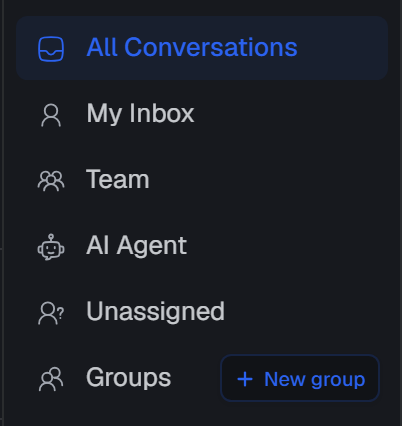 All Conversations
My Inbox
Team
AI Agent
Unassigned
Groups
+ New group